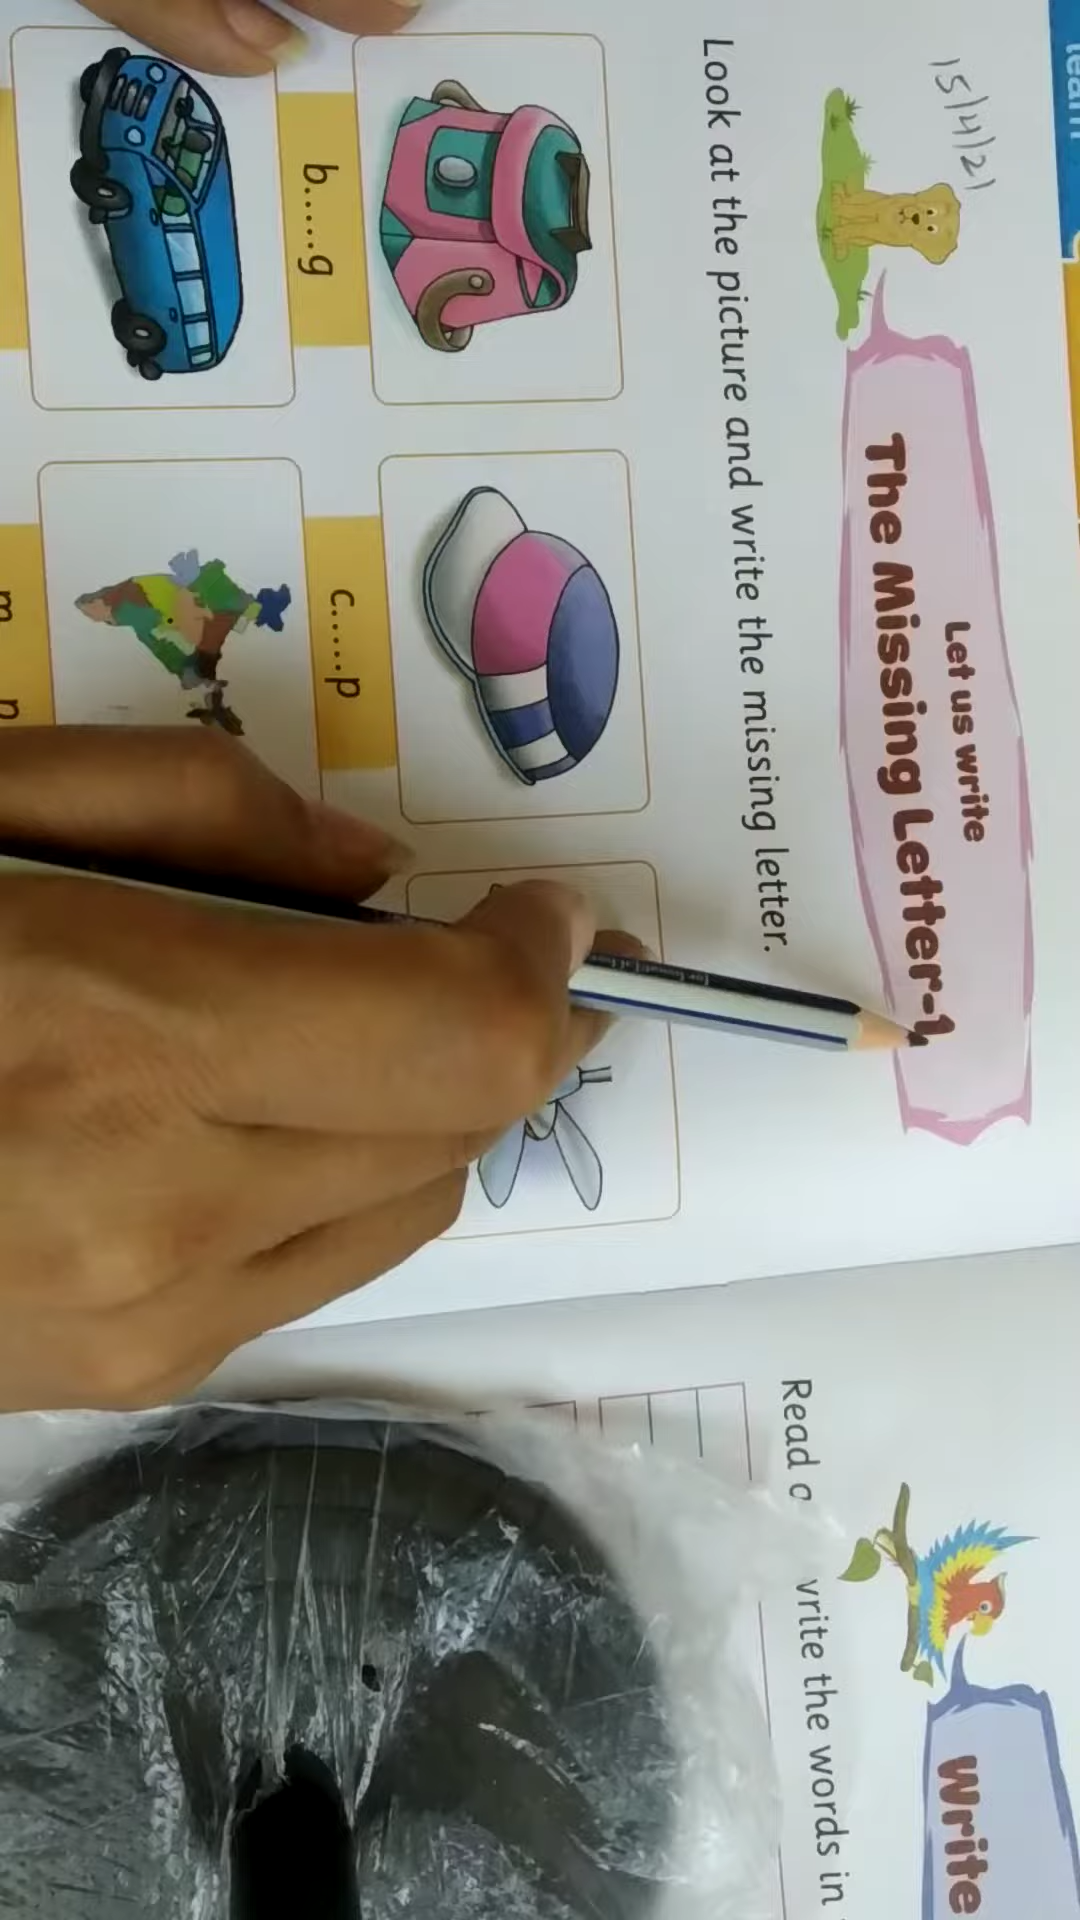 learn
15/4/21
Let us write
The Missing Letter-1
Look at the picture and write the missing letter.
b......g
c......p
m
p
Write
Read
write the words in